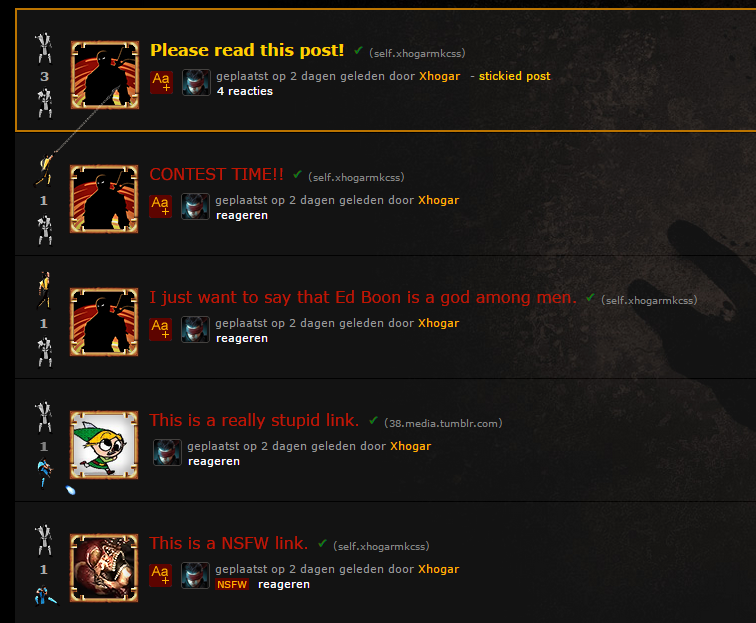 Please read this post! ✔ (self.xhogarmkcss)
3
Aa+ geplaatst op 2 dagen geleden door Xhogar - stickied post
4 reacties
CONTEST TIME!! ✔ (self.xhogarmkcss)
1
Aa+ geplaatst op 2 dagen geleden door Xhogar
reageren
I just want to say that Ed Boon is a god among men. ✔ (self.xhogarmkcss)
1
Aa+ geplaatst op 2 dagen geleden door Xhogar
reageren
This is a really stupid link. ✔ (38.media.tumblr.com)
1
geplaatst op 2 dagen geleden door Xhogar
reageren
This is a NSFW link. ✔ (self.xhogarmkcss)
1
Aa+ geplaatst op 2 dagen geleden door Xhogar
NSFW reageren